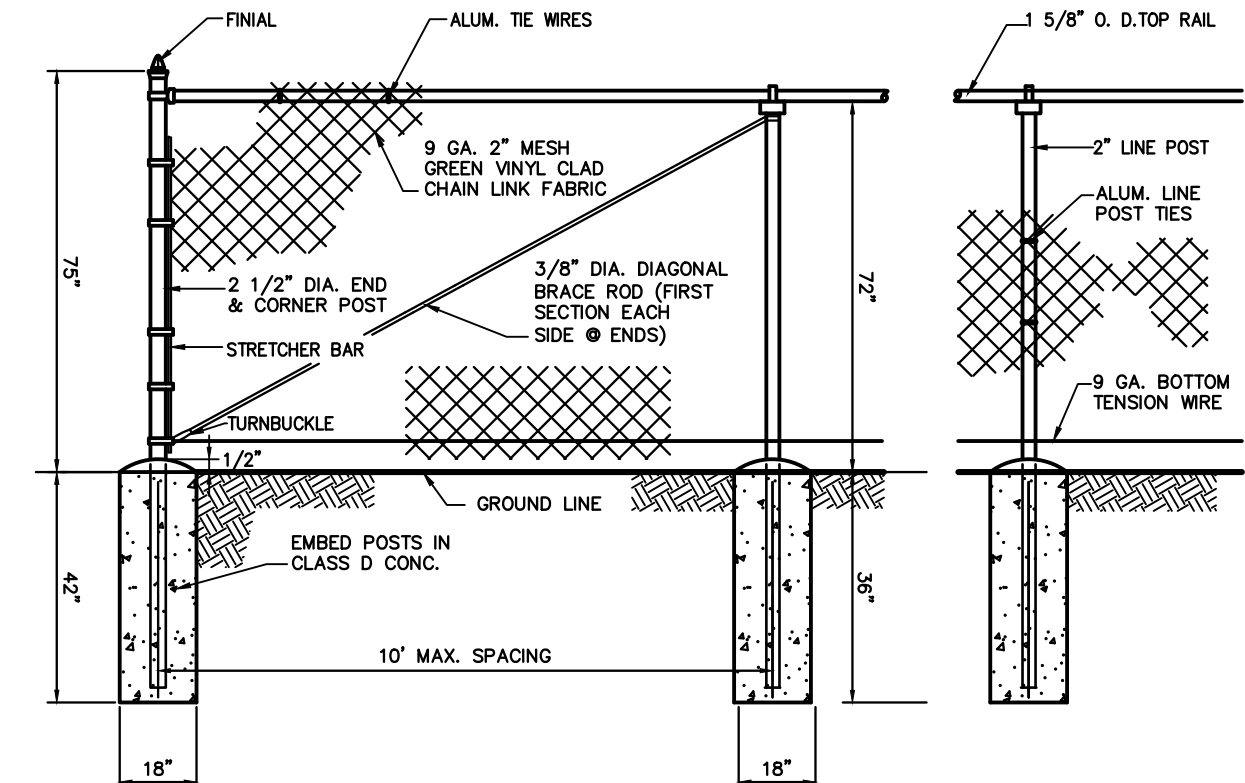 FINIAL
ALUM. TIE WIRES
1 5/8" O. D.TOP RAIL
9 GA. 2" MESH
GREEN VINYL CLAD
CHAIN LINK FABRIC
2" LINE POST
ALUM. LINE
POST TIES
75"
2 1/2" DIA. END
& CORNER POST
3/8" DIA. DIAGONAL
BRACE ROD (FIRST
SECTION EACH
SIDE @ ENDS)
72"
STRETCHER BAR
9 GA. BOTTOM
TENSION WIRE
TURNBUCKLE
1/2"
GROUND LINE
EMBED POSTS IN
CLASS D CONC.
42"
36"
10' MAX. SPACING
18"
18"